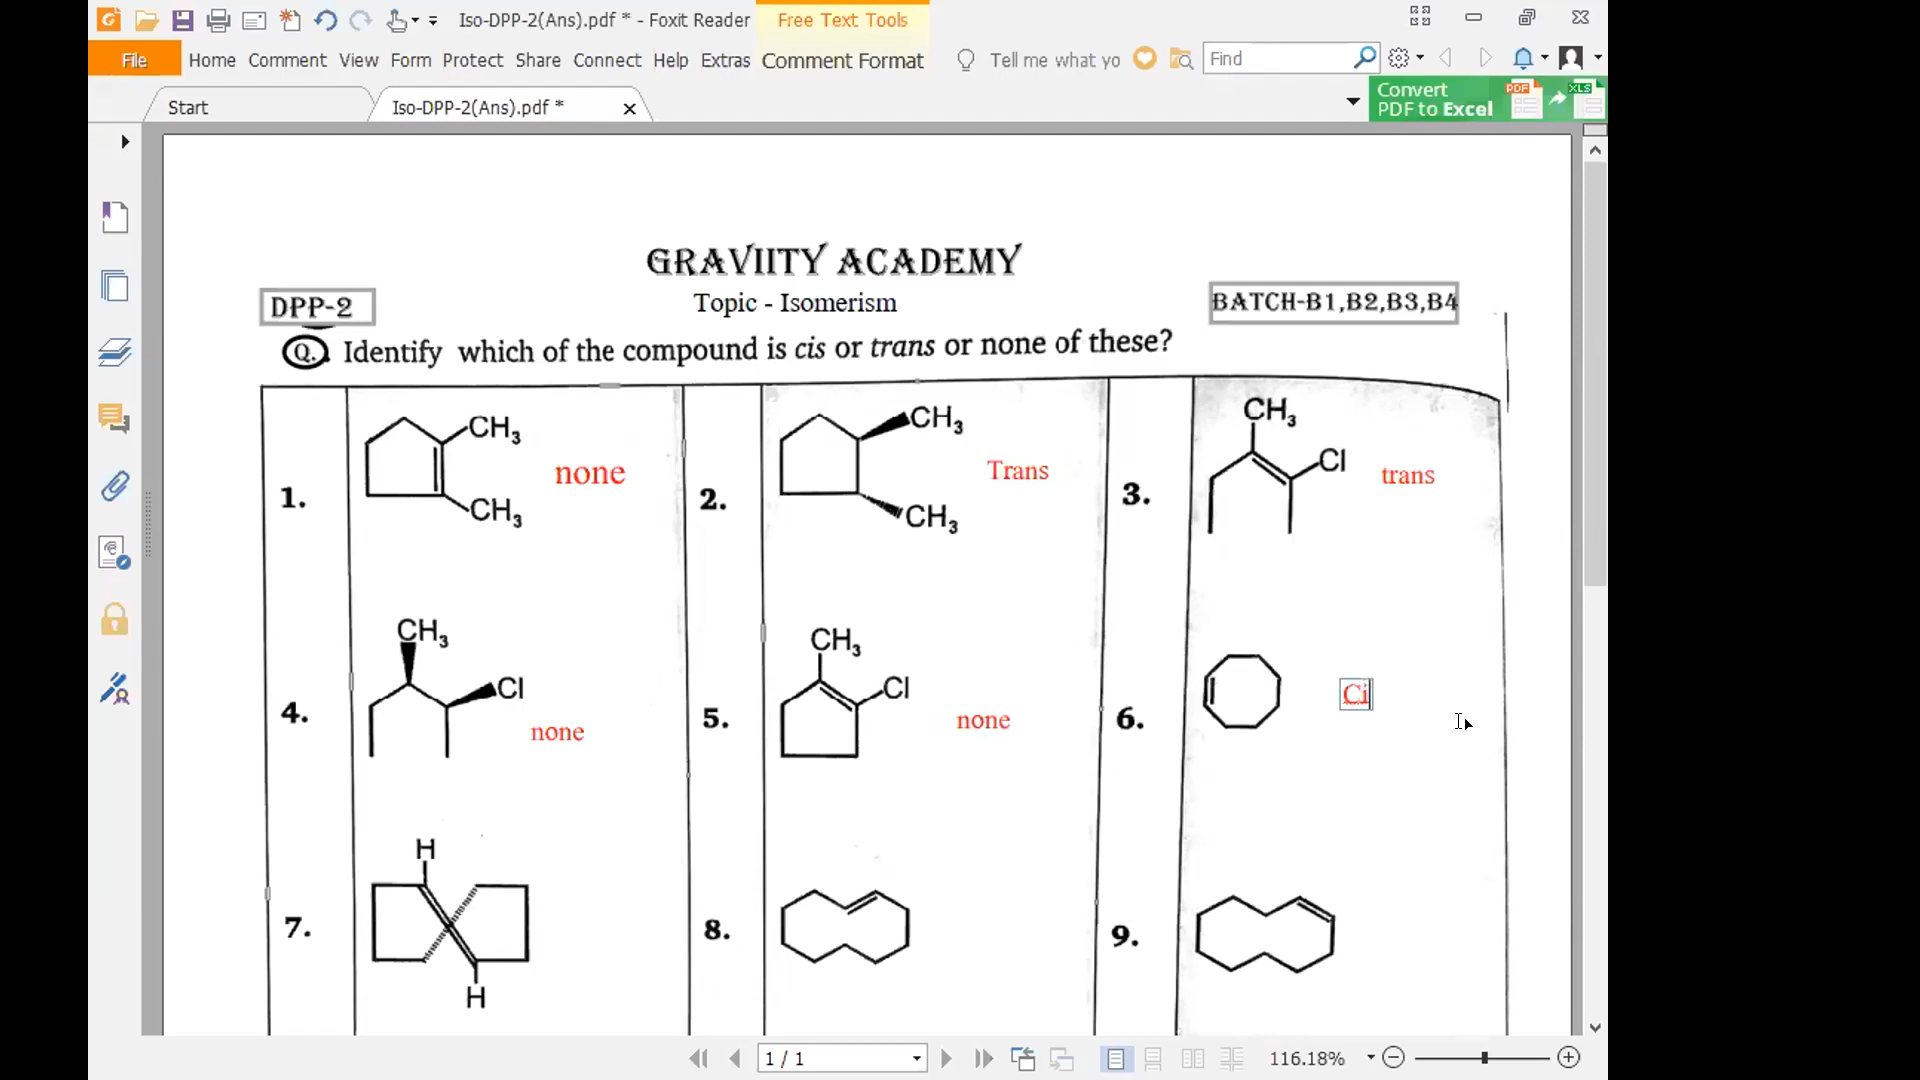 Iso-DPP-2(Ans).pdf * - Foxit Reader
Free Text Tools
File
Home
Comment
View
Form
Protect
Share
Connect
Help
Extras
Comment Format
Tell me what yo
Find
Start
Iso-DPP-2(Ans).pdf *
Convert
PDF to Excel
PDF
XLS
GRAVIITY ACADEMY
DPP-2
Topic - Isomerism
BATCH-B1,B2,B3,B4
Q. Identify which of the compound is cis or trans or none of these?
1.
CH3
CH3
none
2.
CH3
CH3
Trans
3.
CH3
Cl
trans
4.
CH3
Cl
none
5.
CH3
Cl
none
6.
Ci
7.
H
H
8.
9.
1 / 1
116.18%